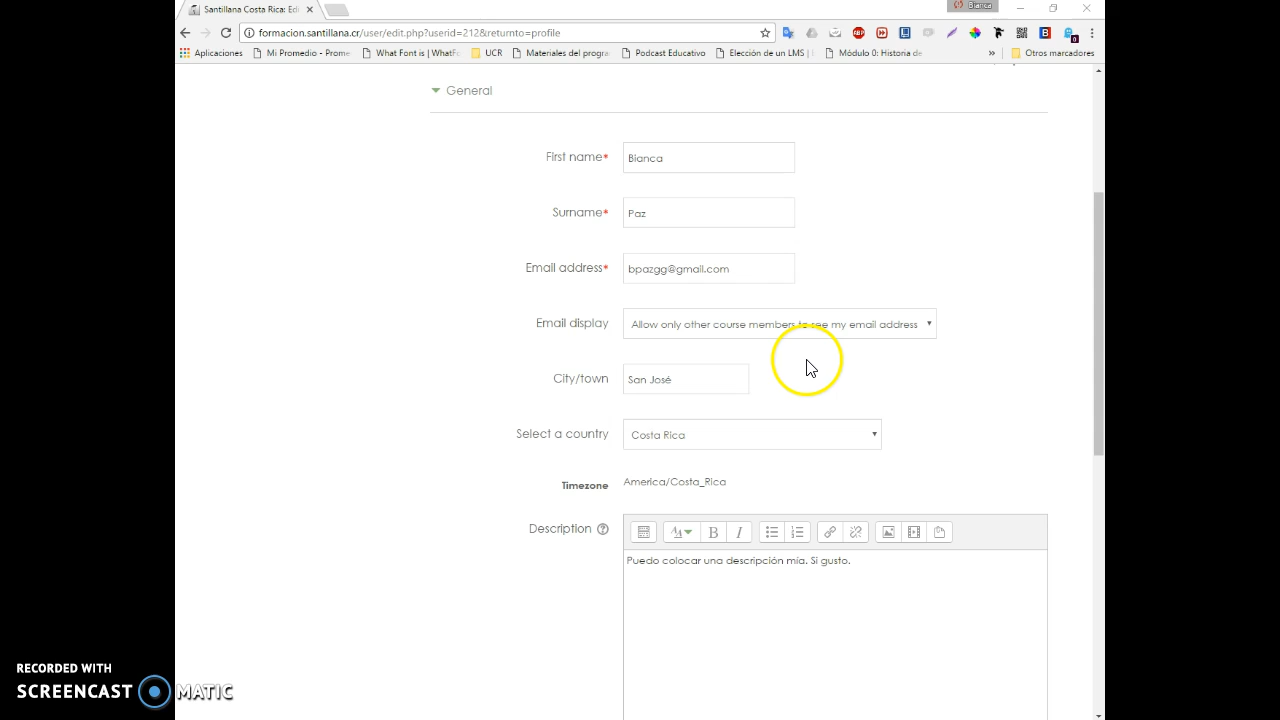 Santillana Costa Rica: Edi
Bianca
formacion.santillana.cr/user/edit.php?userid=212&returnto=profile
Aplicaciones
Mi Promedio - Prome
What Font is | WhatF
UCR
Materiales del progra
Podcast Educativo
Elección de un LMS |
Módulo 0: Historia de
»
Otros marcadores
General
First name*
Bianca
Surname*
Paz
Email address*
bpazgg@gmail.com
Email display
Allow only other course members to see my email address
City/town
San José
Select a country
Costa Rica
Timezone
America/Costa_Rica
Description
Puedo colocar una descripción mía. Si gusto.
RECORDED WITH
SCREENCAST MATIC